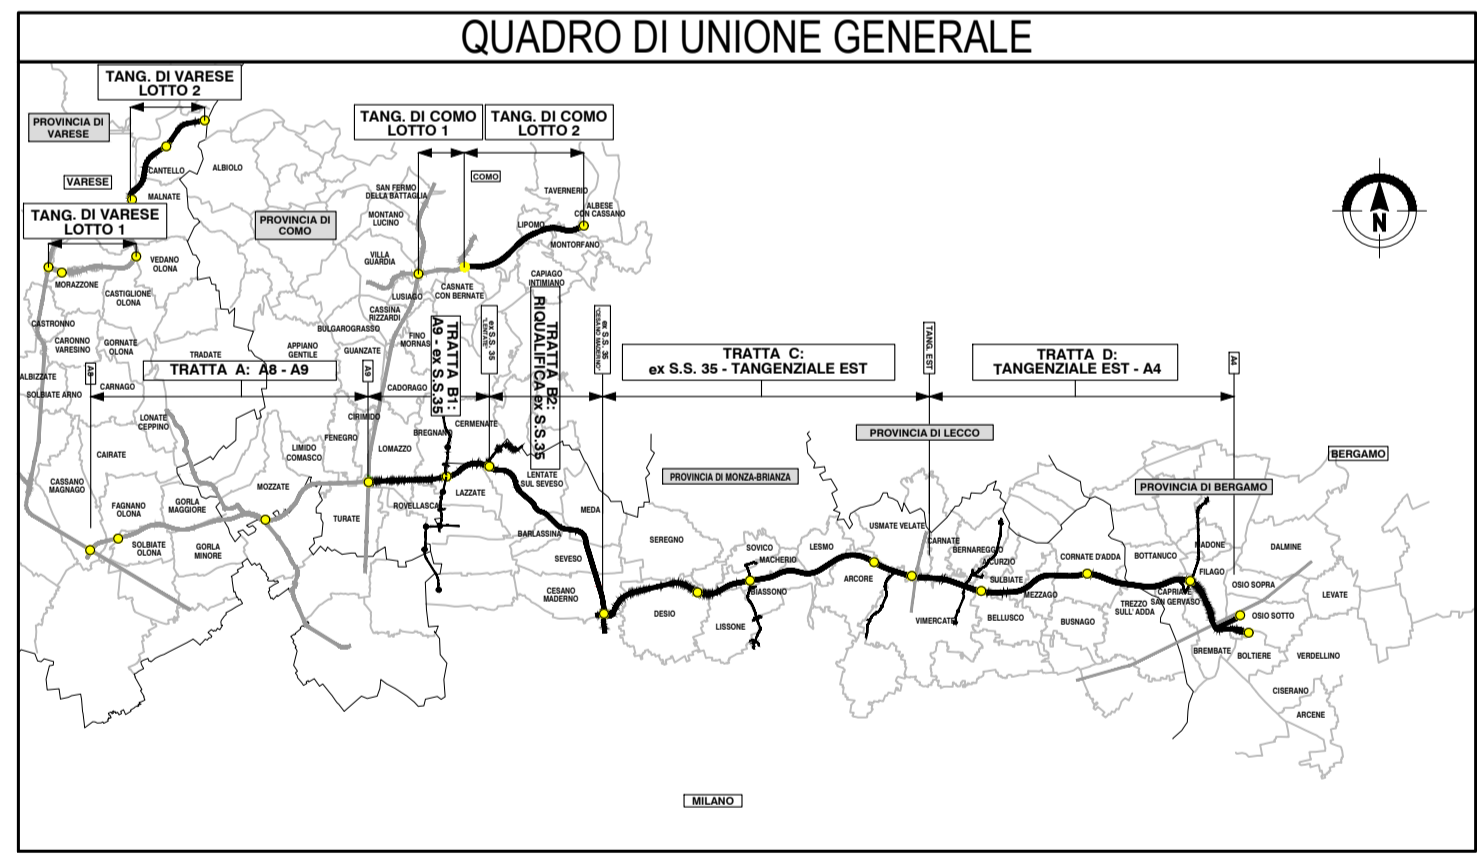 QUADRO DI UNIONE GENERALE
TANG. DI VARESE
LOTTO 2
PROVINCIA DI
VARESE
TANG. DI COMO
LOTTO 1
TANG. DI COMO
LOTTO 2
CANTELLO
ALBIOLO
VARESE
MALNATE
COMO
SAN FERMO
DELLA BATTAGLIA
TAVERNERIO
ALBESE
CON CASSANO
TANG. DI VARESE
LOTTO 1
PROVINCIA DI
COMO
MONTANO
LUCINO
LIPOMO
MONTORFANO
N
VILLA
GUARDIA
VEDANO
OLONA
MORAZZONE
CASTIGLIONE
OLONA
CAPIAGO
INTIMIANO
CASNATE
CON BERNATE
LUSIAGO
CASSINA
RIZZARDI
CASTRONNO
BULGAROGRASSO
FINO
MORNAS
CARONNO
VARESINO
GORNATE
OLONA
TRADATE
APPIANO
GENTILE
GUANZATE
TRATTA B1:
A9 - ex S.S.35
ex S.S. 35
"LENTATE"
TRATTA B2:
RIQUALIFICA ex S.S.35
ex S.S. 35
"CESANO MADERNO"
TRATTA C:
ex S.S. 35 - TANGENZIALE EST
TANG. EST
TRATTA D:
TANGENZIALE EST - A4
A4
A8
TRATTA A: A8 - A9
A9
ALBIZZATE
SOLBIATE ARNO
CARNAGO
CADORAGO
LONATE
CEPPINO
CIRIMIDO
FENEGRO
BREGNANO
CERMENATE
LIMIDO
COMASCO
LOMAZZO
CAIRATE
PROVINCIA DI LECCO
BERGAMO
PROVINCIA DI MONZA-BRIANZA
PROVINCIA DI BERGAMO
CASSANO
MAGNAGO
MOZZATE
LAZZATE
LENTATE
SUL SEVESO
FAGNANO
OLONA
GORLA
MAGGIORE
ROVELLASCA
TURATE
MEDA
BARLASSINA
SEREGNO
SOLBIATE
OLONA
GORLA
MINORE
SEVESO
SOVICO
MACHERIO
LESMO
USMATE VELATE
CARNATE
BERNAREGGIO
AICURZIO
CORNATE D'ADDA
BOTTANUCO
MADONE
DALMINE
FILAGO
OSIO SOPRA
ARCORE
SULBIATE
MEZZAGO
CAPRIATE
SAN GERVASO
LEVATE
CESANO
MADERNO
BIASSONO
DESIO
LISSONE
VIMERCATE
BELLUSCO
BUSNAGO
TREZZO
SULL' ADDA
OSIO SOTTO
BREMBATE
BOLTIERE
VERDELLINO
CISERANO
ARCENE
MILANO